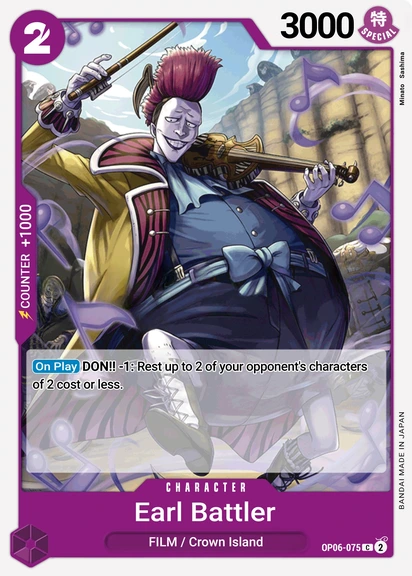 2
3000
特
SPECIAL
Minato Sashima
COUNTER +1000
On Play DON!! -1: Rest up to 2 of your opponent's characters
of 2 cost or less.
BANDAI MADE IN JAPAN
CHARACTER
Earl Battler
FILM / Crown Island
OP06-075 C 2